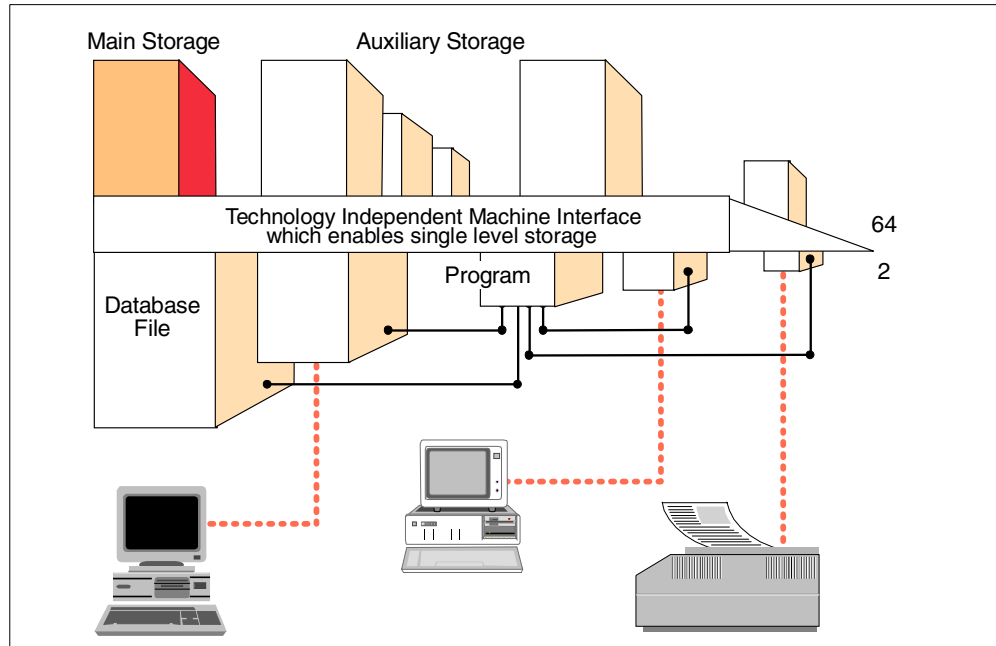 Main Storage
Auxiliary Storage
Technology Independent Machine Interface
which enables single level storage
64
2
Program
Database
File